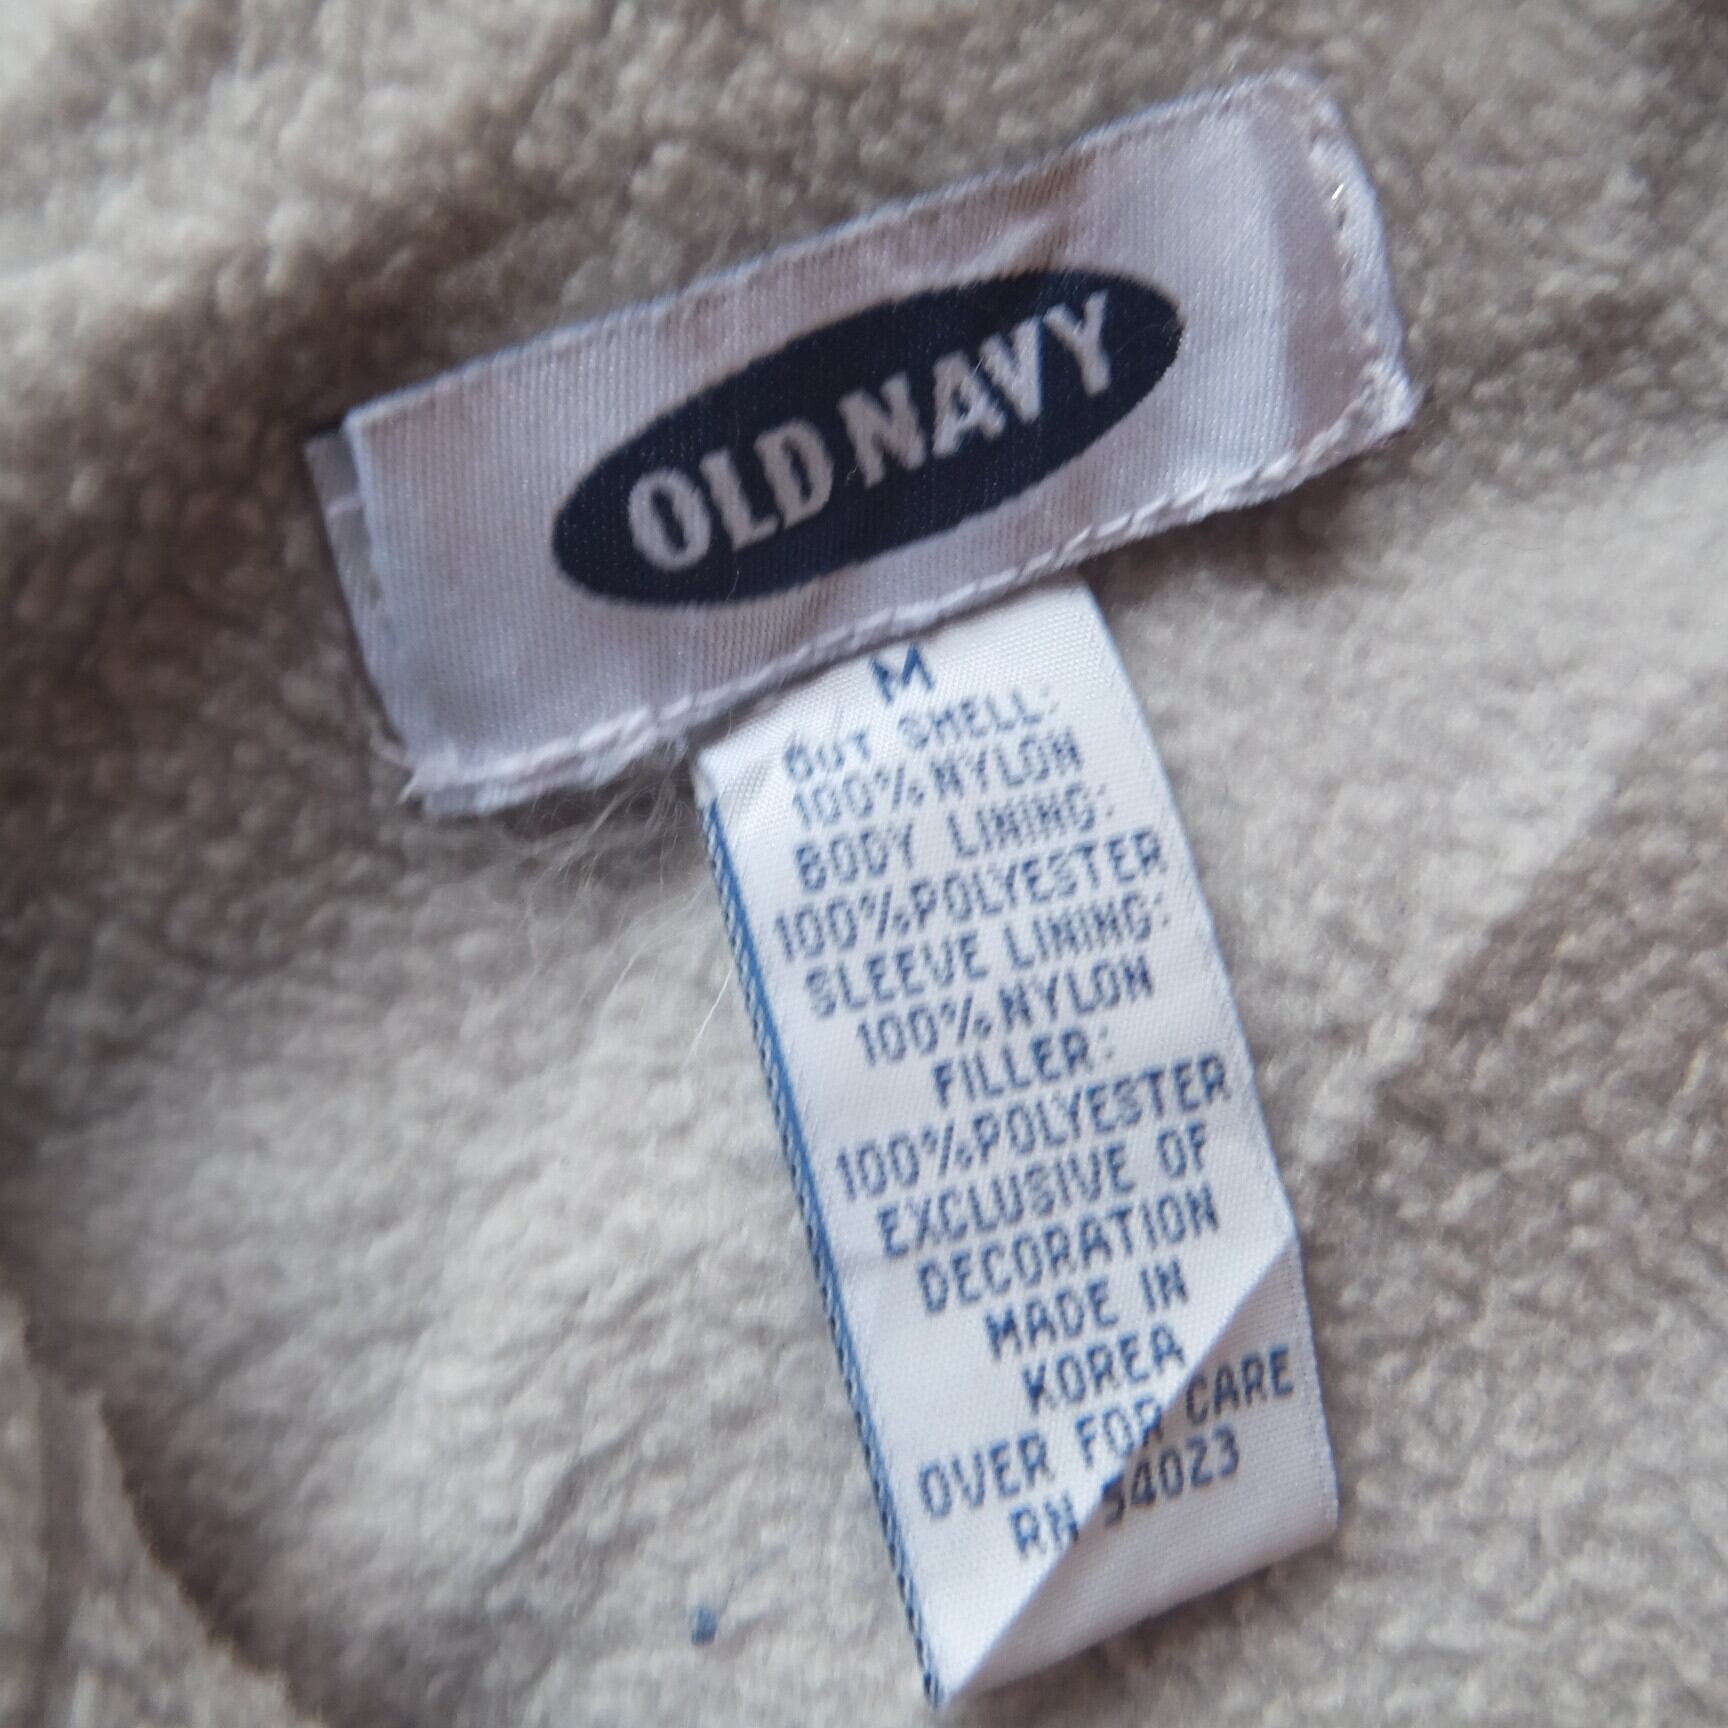 OLD NAVY
M
OUT SHELL:
100% NYLON
BODY LINING:
100% POLYESTER
SLEEVE LINING:
100% NYLON
FILLER:
100% POLYESTER
EXCLUSIVE OF
DECORATION
MADE IN
KOREA
OVER FOR CARE
RN 54023